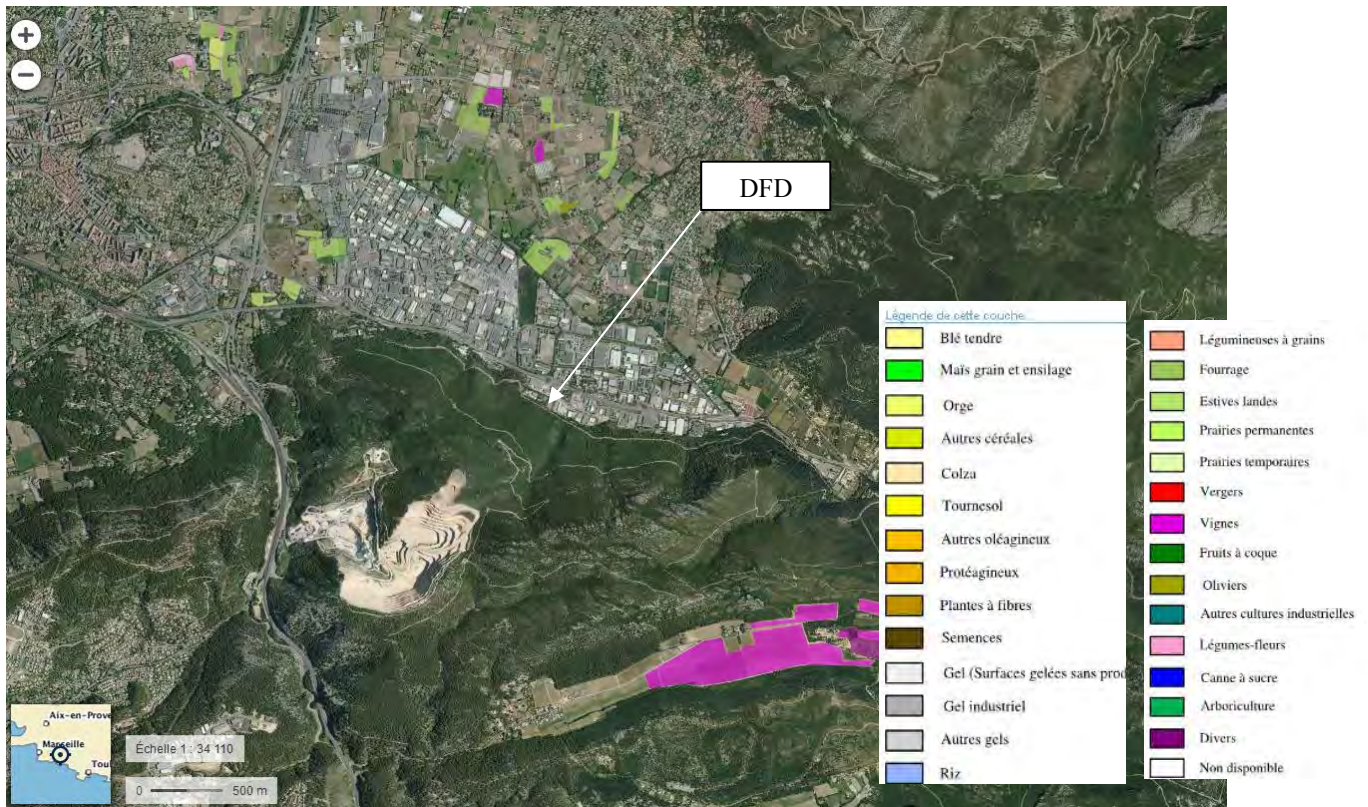 +
−
DFD
Légende de cette couche
Blé tendre
Maïs grain et ensilage
Orge
Autres céréales
Colza
Tournesol
Autres oléagineux
Protéagineux
Plantes à fibres
Semences
Gel (Surfaces gelées sans prod
Gel industriel
Autres gels
Riz
Légumineuses à grains
Fourrage
Estives landes
Prairies permanentes
Prairies temporaires
Vergers
Vignes
Fruits à coque
Oliviers
Autres cultures industrielles
Légumes-fleurs
Canne à sucre
Arboriculture
Divers
Non disponible
Aix-en-Prove
Marseille
Toul
Échelle 1 : 34 110
0 500 m